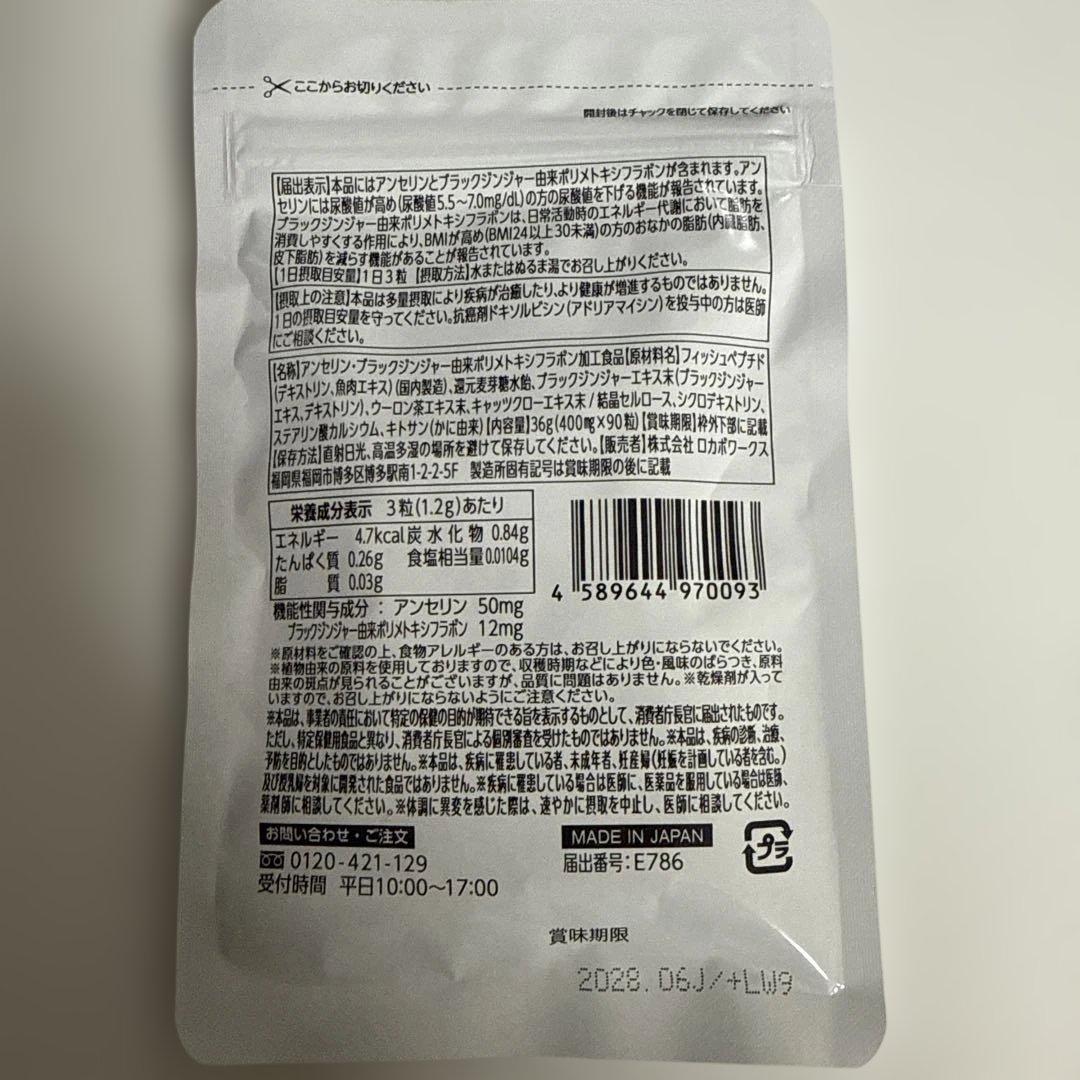 ここからお切りください
開封後はチャックを閉じて保存してください
【届出表示】本品にはアンセリンとブラックジンジャー由来ポリメトキシフラボンが含まれます。アン
セリンには尿酸値が高め(尿酸値5.5～7.0mg/dL)の方の尿酸値を下げる機能が報告されています。
ブラックジンジャー由来ポリメトキシフラボンは、日常活動時のエネルギー代謝において脂肪を
消費しやすくする作用により、BMIが高め(BMI24以上30未満)の方のおなかの脂肪(内臓脂肪、
皮下脂肪)を減らす機能があることが報告されています。
【1日摂取目安量】1日3粒 【摂取方法】水またはぬるま湯でお召し上がりください。
【摂取上の注意】本品は多量摂取により疾病が治癒したり、より健康が増進するものではありません。
1日の摂取目安量を守ってください。抗癌剤ドキソルビシン(アドリアマイシン)を投与中の方は医師
にご相談ください。
【名称】アンセリン・ブラックジンジャー由来ポリメトキシフラボン加工食品【原材料名】フィッシュペプチド
(デキストリン、魚肉エキス)(国内製造)、還元麦芽糖水飴、ブラックジンジャーエキス末(ブラックジンジャー
エキス、デキストリン)、ウーロン茶エキス末、キャッツクローエキス末/結晶セルロース、シクロデキストリン、
ステアリン酸カルシウム、キトサン(かに由来)【内容量】36g(400mg×90粒)【賞味期限】枠外下部に記載
【保存方法】直射日光、高温多湿の場所を避けて保存してください。【販売者】株式会社 ロカボワークス
福岡県福岡市博多区博多駅南1-2-2-5F 製造所固有記号は賞味期限の後に記載
栄養成分表示 3粒(1.2g)あたり
エネルギー 4.7kcal 炭水化物 0.84g
たんぱく質 0.26g 食塩相当量 0.0104g
脂質 0.03g
機能性関与成分：アンセリン 50mg
ブラックジンジャー由来ポリメトキシフラボン 12mg
4 589644 970093
※原材料をご確認の上、食物アレルギーのある方は、お召し上がりにならないでください。
※植物由来の原料を使用しておりますので、収穫時期などにより色・風味のばらつき、原料
由来の斑点が見られることがございますが、品質に問題はありません。※乾燥剤が入って
いますので、お召し上がりにならないようにご注意ください。
※本品は、事業者の責任において特定の保健の目的が期待できる旨を表示するものとして、消費者庁長官に届出されたものです。
ただし、特定保健用食品と異なり、消費者庁長官による個別審査を受けたものではありません。※本品は、疾病の診断、治療、
予防を目的としたものではありません。※本品は、疾病に罹患している者、未成年者、妊産婦(妊娠を計画している者を含む。)
及び授乳婦を対象に開発された食品ではありません。※疾病に罹患している場合は医師に、医薬品を服用している場合は医師、
薬剤師に相談してください。※体調に異変を感じた際は、速やかに摂取を中止し、医師に相談してください。
お問い合わせ・ご注文
0120-421-129
受付時間 平日10:00～17:00
MADE IN JAPAN
届出番号：E786
プラ
賞味期限
2028.06J/+LW9